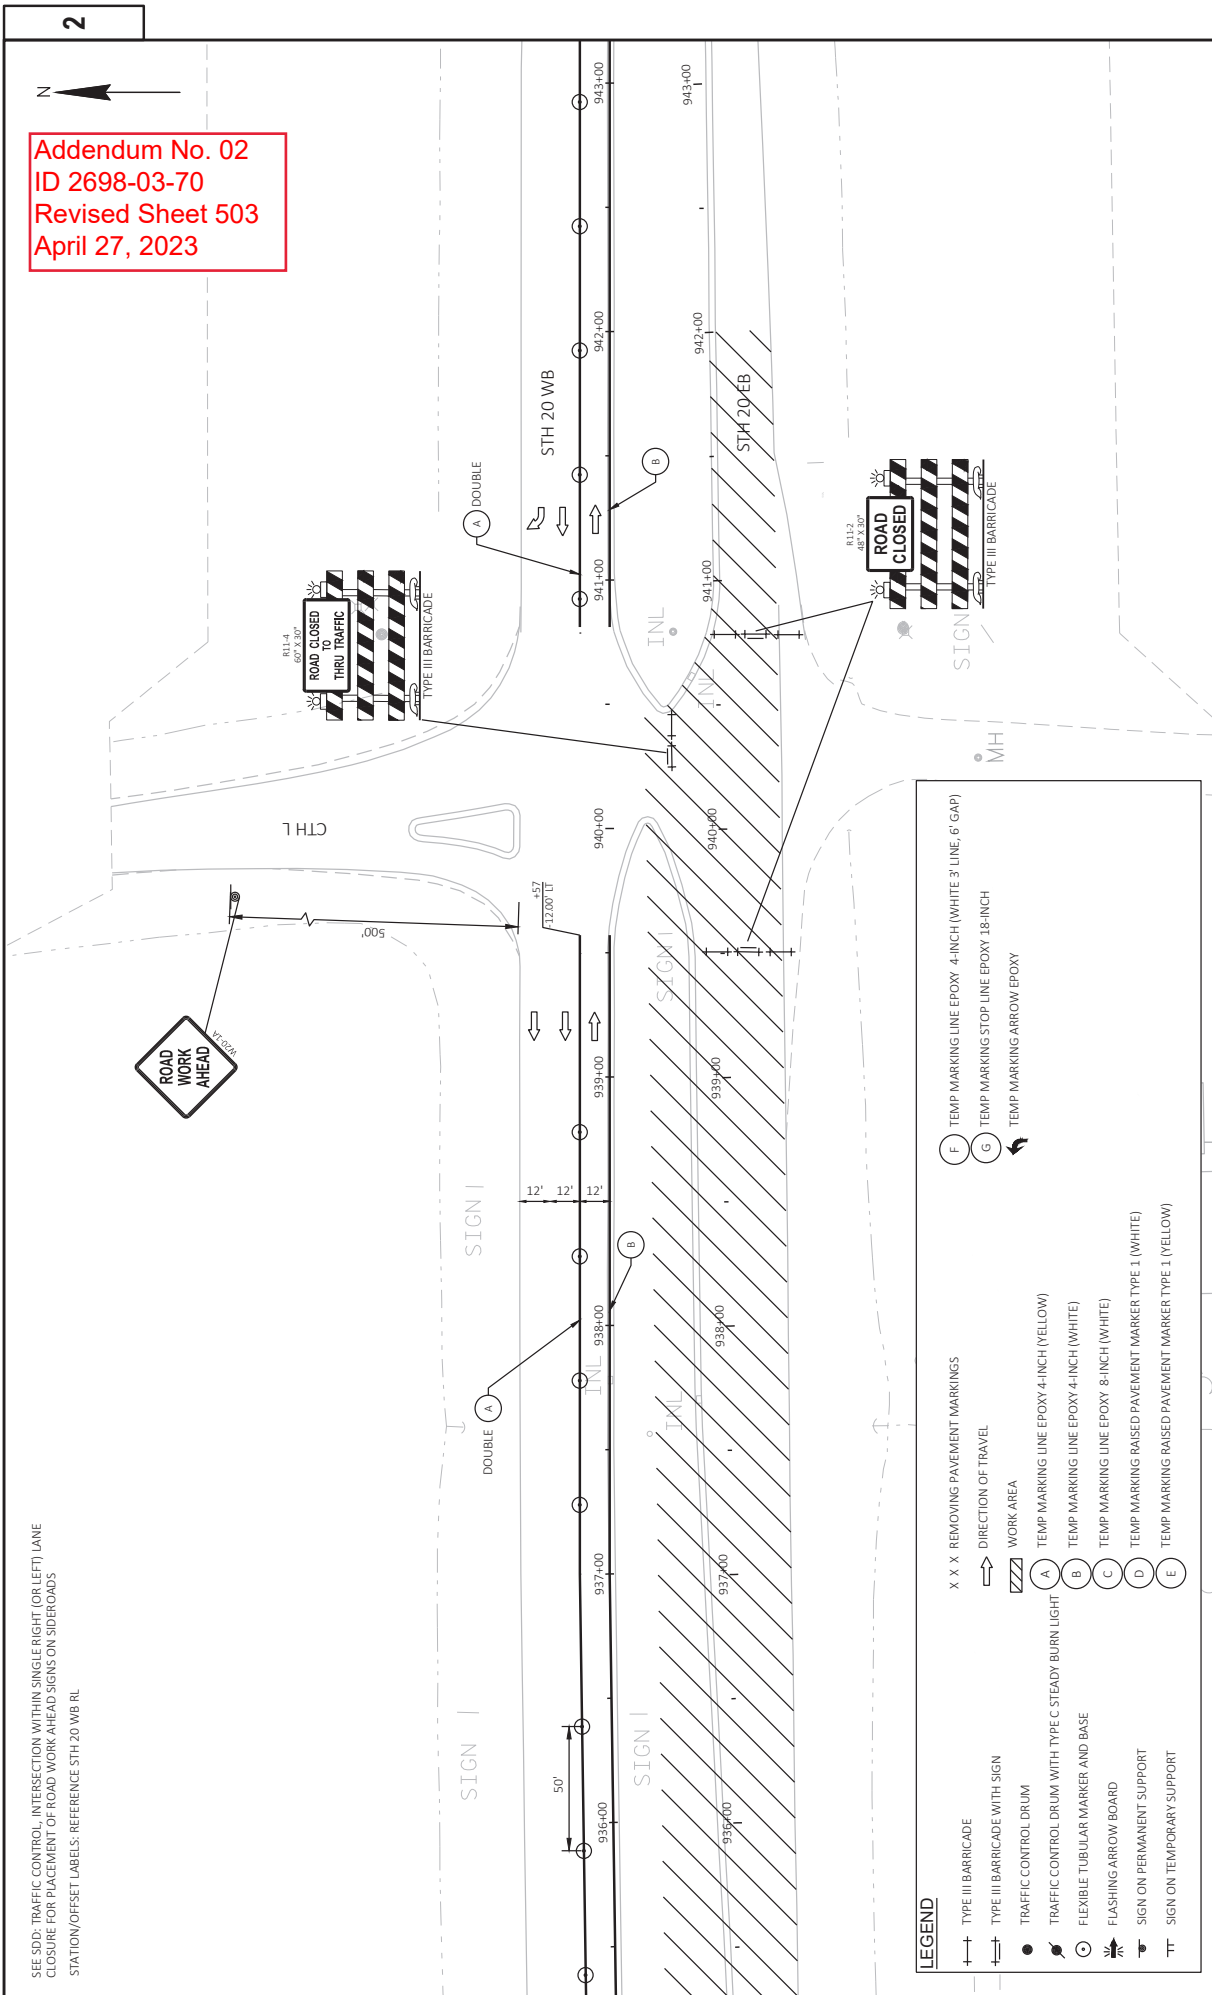 2
N
Addendum No. 02
ID 2698-03-70
Revised Sheet 503
April 27, 2023
SEE SDD: TRAFFIC CONTROL, INTERSECTION WITHIN SINGLE RIGHT (OR LEFT) LANE
CLOSURE FOR PLACEMENT OF ROAD WORK AHEAD SIGNS ON SIDEROADS
STATION/OFFSET LABELS: REFERENCE STH 20 WB RL
ROAD
WORK
AHEAD
W20-1A
500'
CTH L
R11-4
60" X 30"
ROAD CLOSED
TO
THRU TRAFFIC
TYPE III BARRICADE
SIGN
SIGN
DOUBLE
A
A
DOUBLE
+57
12.00' LT
STH 20 WB
50'
12'
12'
12'
936+00
937+00
938+00
939+00
940+00
941+00
942+00
943+00
INL
B
B
SIGN
INL
SIGN
INL
INL
936+00
937+00
938+00
939+00
940+00
941+00
942+00
943+00
STH 20 EB
R11-2
48" X 30"
ROAD
CLOSED
TYPE III BARRICADE
SIGN
MH
LEGEND
TYPE III BARRICADE
TYPE III BARRICADE WITH SIGN
TRAFFIC CONTROL DRUM
TRAFFIC CONTROL DRUM WITH TYPE C STEADY BURN LIGHT
FLEXIBLE TUBULAR MARKER AND BASE
FLASHING ARROW BOARD
SIGN ON PERMANENT SUPPORT
SIGN ON TEMPORARY SUPPORT
X X X REMOVING PAVEMENT MARKINGS
DIRECTION OF TRAVEL
WORK AREA
A TEMP MARKING LINE EPOXY 4-INCH (YELLOW)
B TEMP MARKING LINE EPOXY 4-INCH (WHITE)
C TEMP MARKING LINE EPOXY 8-INCH (WHITE)
D TEMP MARKING RAISED PAVEMENT MARKER TYPE 1 (WHITE)
E TEMP MARKING RAISED PAVEMENT MARKER TYPE 1 (YELLOW)
F TEMP MARKING LINE EPOXY 4-INCH (WHITE 3' LINE, 6' GAP)
G TEMP MARKING STOP LINE EPOXY 18-INCH
TEMP MARKING ARROW EPOXY